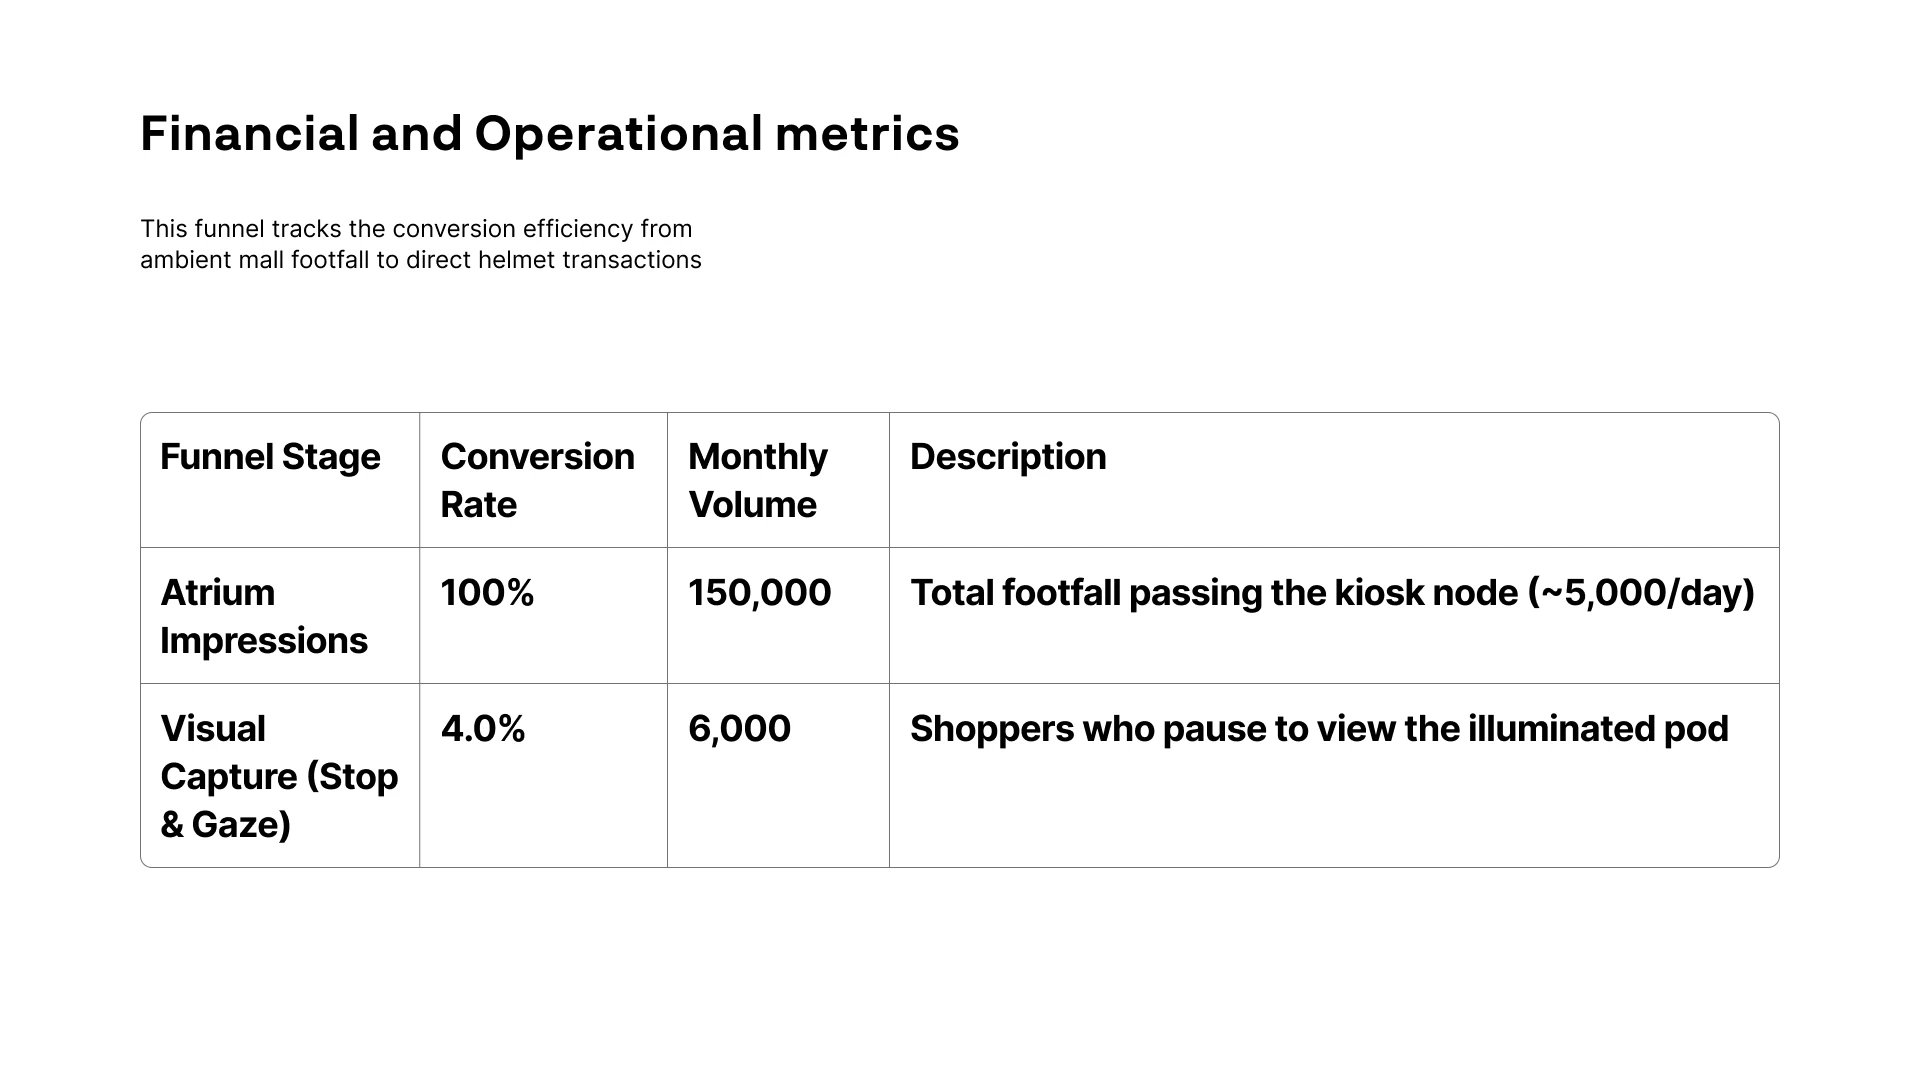 Financial and Operational metrics
This funnel tracks the conversion efficiency from
ambient mall footfall to direct helmet transactions
Funnel Stage
Conversion
Rate
Monthly
Volume
Description
Atrium
Impressions
100%
150,000
Total footfall passing the kiosk node (~5,000/day)
Visual
Capture (Stop
& Gaze)
4.0%
6,000
Shoppers who pause to view the illuminated pod